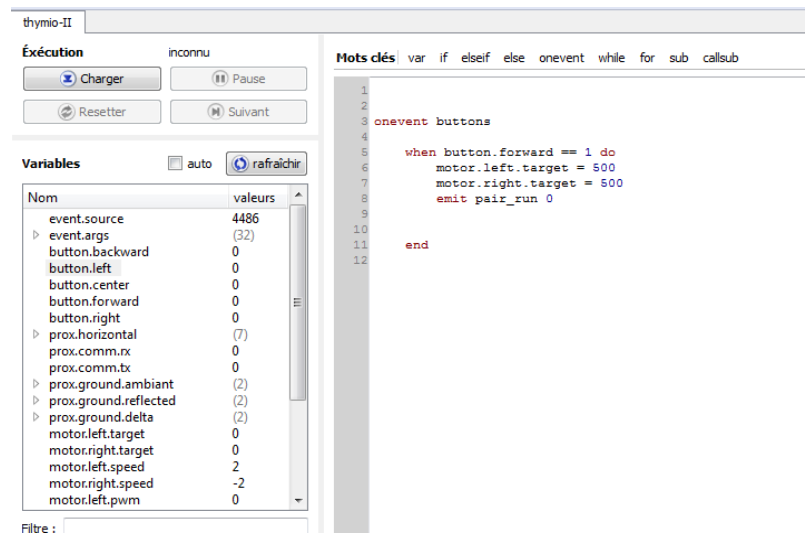 thymio-II
Éxécution inconnu
Charger Pause
Resetter Suivant
Variables auto rafraîchir
Nom valeurs
event.source 4486
event.args (32)
button.backward 0
button.left 0
button.center 0
button.forward 0
button.right 0
prox.horizontal (7)
prox.comm.rx 0
prox.comm.tx 0
prox.ground.ambiant (2)
prox.ground.reflected (2)
prox.ground.delta (2)
motor.left.target 0
motor.right.target 0
motor.left.speed 2
motor.right.speed -2
motor.left.pwm 0
Filtre :
Mots clés var if elseif else onevent while for sub callsub
1
2
3 onevent buttons
4
5 when button.forward == 1 do
6 motor.left.target = 500
7 motor.right.target = 500
8 emit pair_run 0
9
10
11 end
12